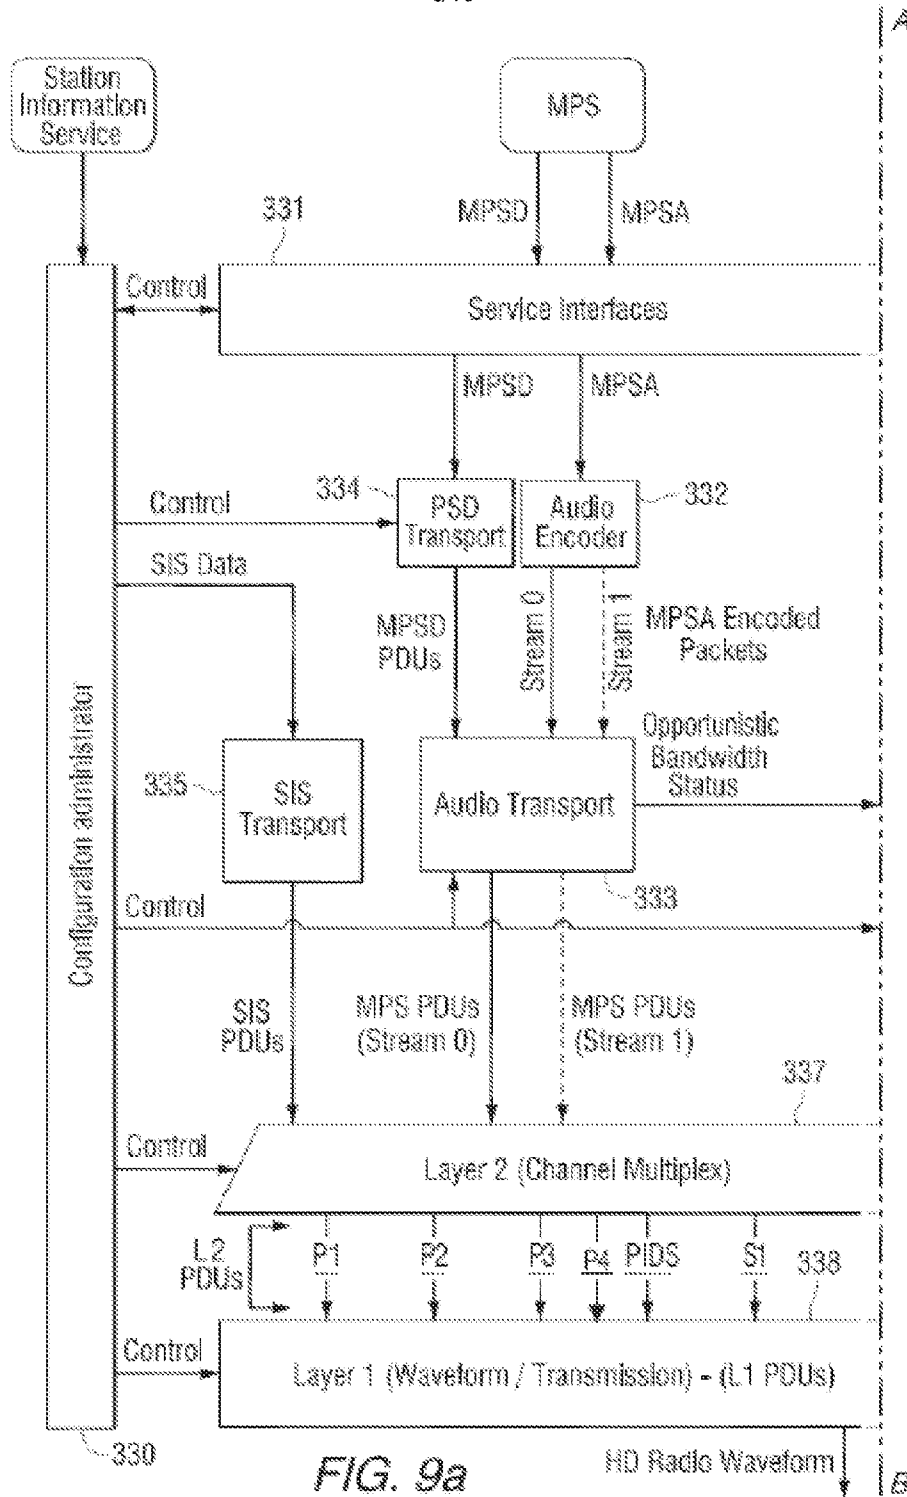 A
Station
Information
Service
MPS
MPSD
MPSA
331
Control
Service Interfaces
MPSD
MPSA
334
332
Control
PSD
Transport
Audio
Encoder
SIS Data
MPSD
PDUs
Stream 0
Stream 1
MPSA Encoded
Packets
Configuration administrator
Opportunistic
Bandwidth
Status
335
SIS
Transport
Audio Transport
333
Control
SIS
PDUs
MPS PDUs
(Stream 0)
MPS PDUs
(Stream 1)
337
Control
Layer 2 (Channel Multiplex)
L2
PDUs
P1
P2
P3
P4
PIDS
S1
338
Control
Layer 1 (Waveform / Transmission) - (L1 PDUs)
330
FIG. 9a
HD Radio Waveform
B